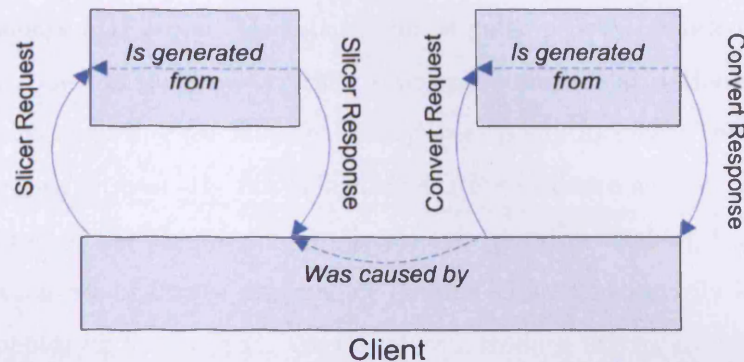 Slicer Request
Is generated
from
Slicer Response
Convert Request
Is generated
from
Convert Response
Was caused by
Client